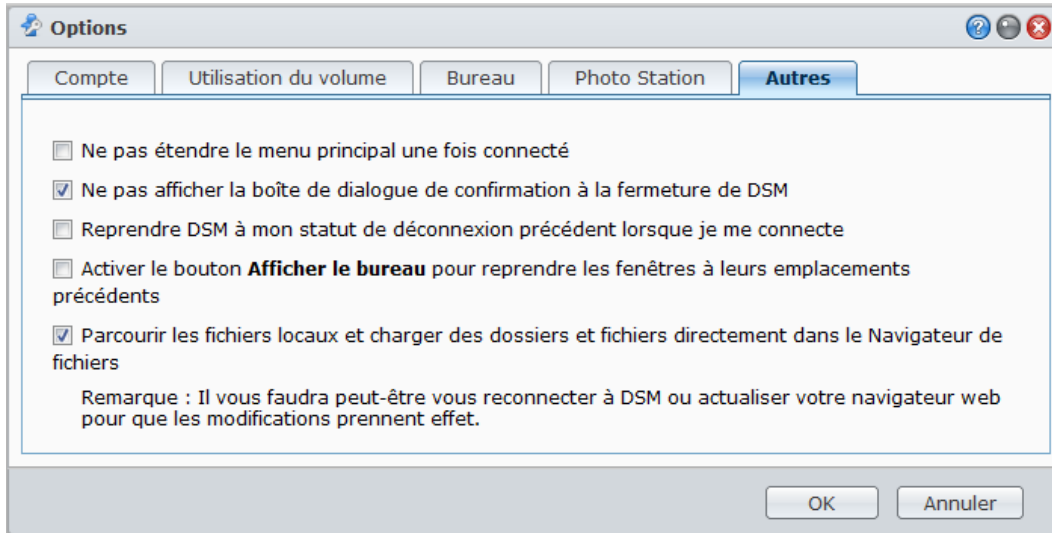 Options
Compte
Utilisation du volume
Bureau
Photo Station
Autres
Ne pas étendre le menu principal une fois connecté
Ne pas afficher la boîte de dialogue de confirmation à la fermeture de DSM
Reprendre DSM à mon statut de déconnexion précédent lorsque je me connecte
Activer le bouton Afficher le bureau pour reprendre les fenêtres à leurs emplacements
précédents
Parcourir les fichiers locaux et charger des dossiers et fichiers directement dans le Navigateur de
fichiers
Remarque : Il vous faudra peut-être vous reconnecter à DSM ou actualiser votre navigateur web
pour que les modifications prennent effet.
OK
Annuler